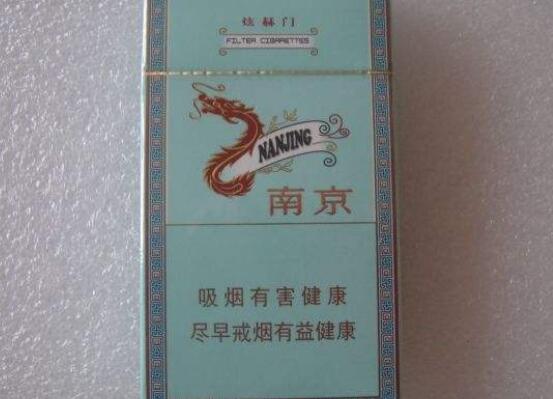 炫赫门
FILTER CIGARETTES
NANJING
南京
吸烟有害健康
尽早戒烟有益健康